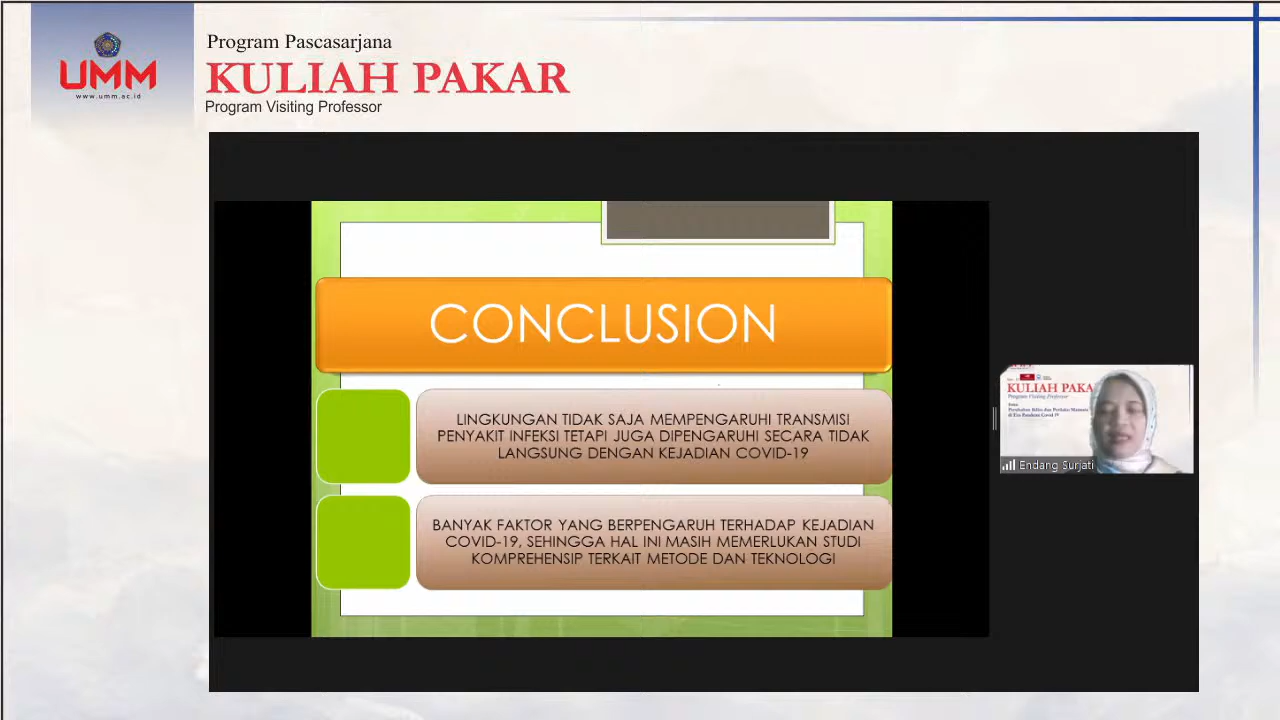 UMM
www.umm.ac.id
Program Pascasarjana
KULIAH PAKAR
Program Visiting Professor
CONCLUSION
LINGKUNGAN TIDAK SAJA MEMPENGARUHI TRANSMISI
PENYAKIT INFEKSI TETAPI JUGA DIPENGARUHI SECARA TIDAK
LANGSUNG DENGAN KEJADIAN COVID-19
BANYAK FAKTOR YANG BERPENGARUH TERHADAP KEJADIAN
COVID-19, SEHINGGA HAL INI MASIH MEMERLUKAN STUDI
KOMPREHENSIP TERKAIT METODE DAN TEKNOLOGI
KULIAH PAKA
Program Visiting Professor
Endang Surjati